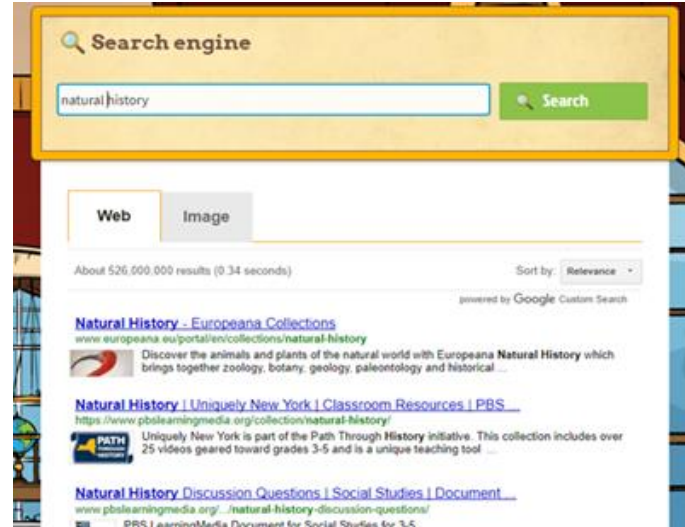 Search engine
natural history
Search
Web
Image
About 526,000,000 results (0.34 seconds)
Sort by:
Relevance
powered by Google Custom Search
Natural History - Europeana Collections
www.europeana.eu/portal/en/collections/natural-history
Discover the animals and plants of the natural world with Europeana Natural History which
brings together zoology, botany, geology, paleontology and historical ...
Natural History | Uniquely New York | Classroom Resources | PBS ...
https://www.pbslearningmedia.org/collection/natural-history/
PATH
THROUGH
HISTORY
Uniquely New York is part of the Path Through History initiative. This collection includes over
25 videos geared toward grades 3-5 and is a unique teaching tool ...
Natural History Discussion Questions | Social Studies | Document ...
www.pbslearningmedia.org/.../natural-history-discussion-questions/
PBS LearningMedia Document for Social Studies for 3-5